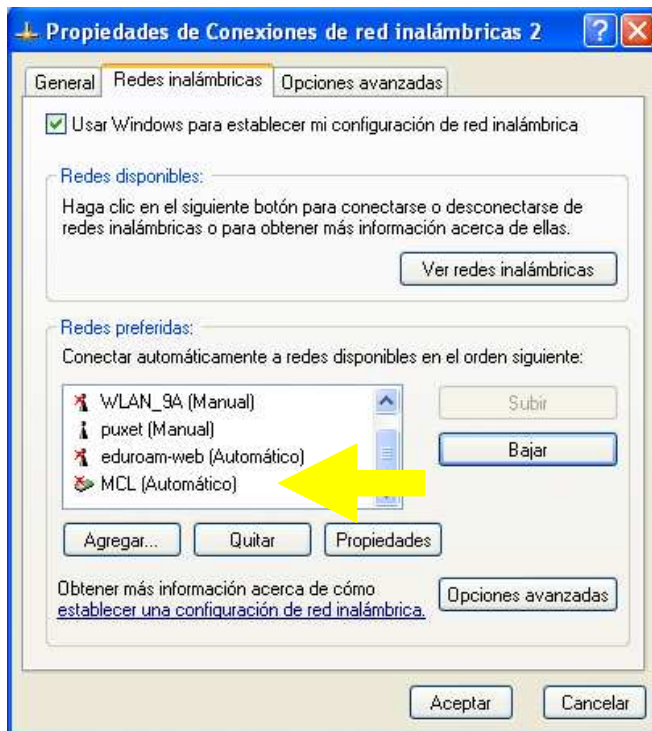 Propiedades de Conexiones de red inalámbricas 2
General
Redes inalámbricas
Opciones avanzadas
Usar Windows para establecer mi configuración de red inalámbrica
Redes disponibles:
Haga clic en el siguiente botón para conectarse o desconectarse de
redes inalámbricas o para obtener más información acerca de ellas.
Ver redes inalámbricas
Redes preferidas:
Conectar automáticamente a redes disponibles en el orden siguiente:
WLAN_9A (Manual)
puxet (Manual)
eduroam-web (Automático)
MCL (Automático)
Subir
Bajar
Agregar...
Quitar
Propiedades
Obtener más información acerca de cómo
establecer una configuración de red inalámbrica.
Opciones avanzadas
Aceptar
Cancelar